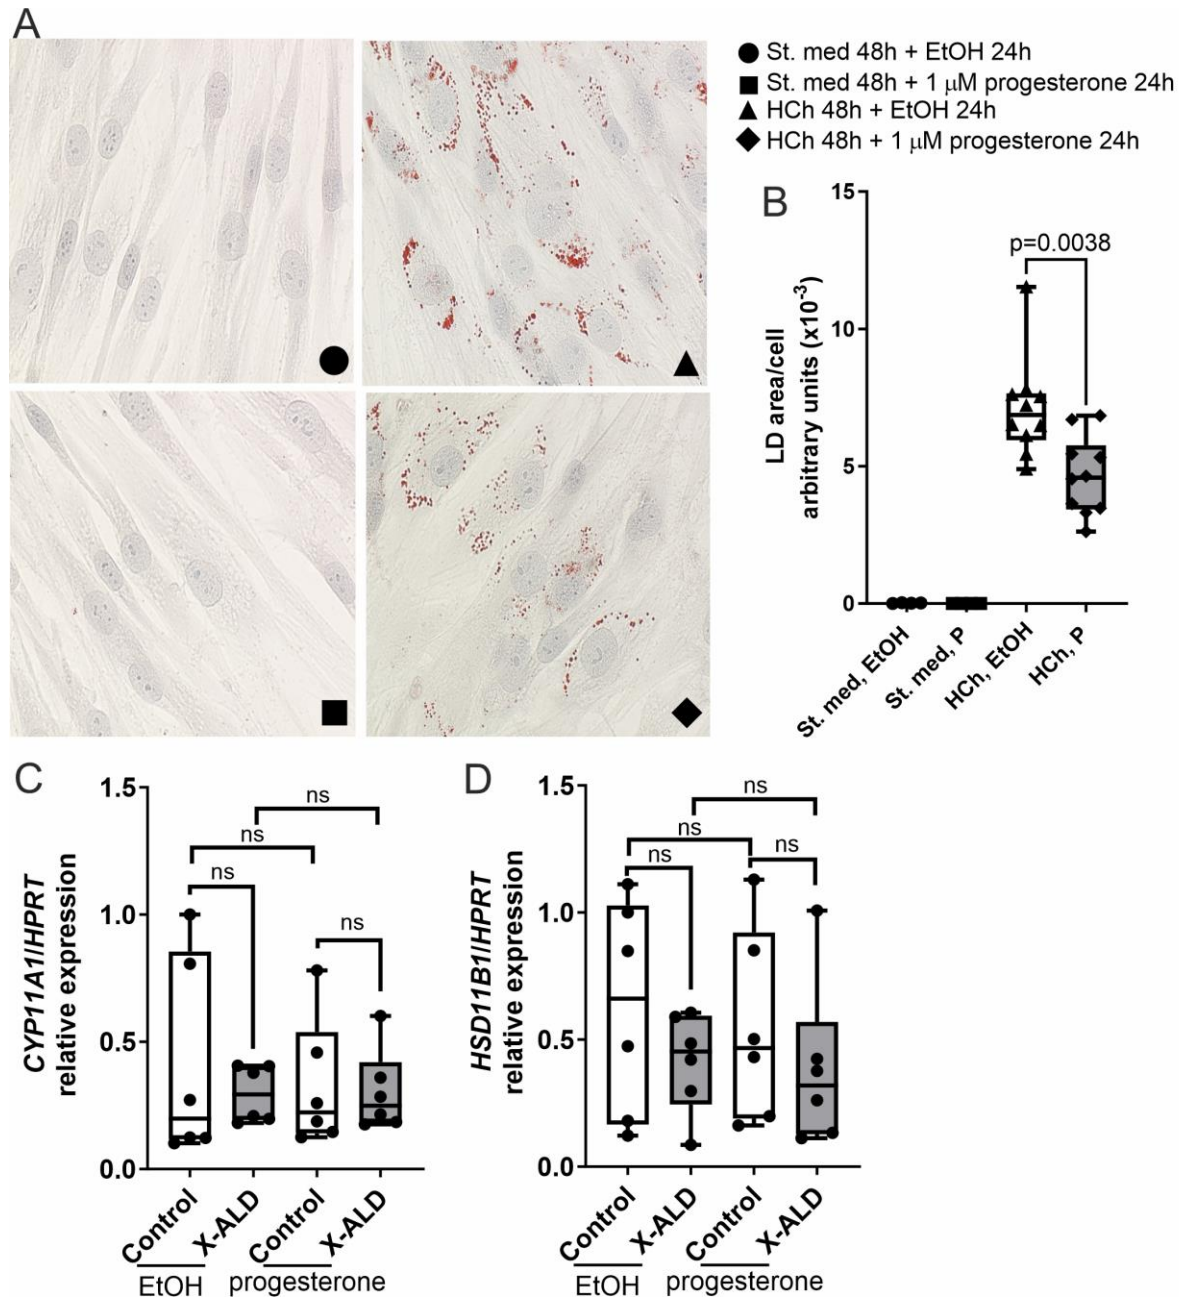 A
● St. med 48h + EtOH 24h
■ St. med 48h + 1 μM progesterone 24h
▲ HCh 48h + EtOH 24h
◆ HCh 48h + 1 μM progesterone 24h
B
LD area/cell
arbitrary units (x10⁻³)
15
10
5
0
p=0.0038
St. med, EtOH
St. med, P
HCh, EtOH
HCh, P
C
CYP11A1/HPRT
relative expression
1.5
1.0
0.5
0.0
ns
ns
ns
ns
Control
X-ALD
Control
X-ALD
EtOH
progesterone
D
HSD11B1/HPRT
relative expression
1.5
1.0
0.5
0.0
ns
ns
ns
ns
Control
X-ALD
Control
X-ALD
EtOH
progesterone